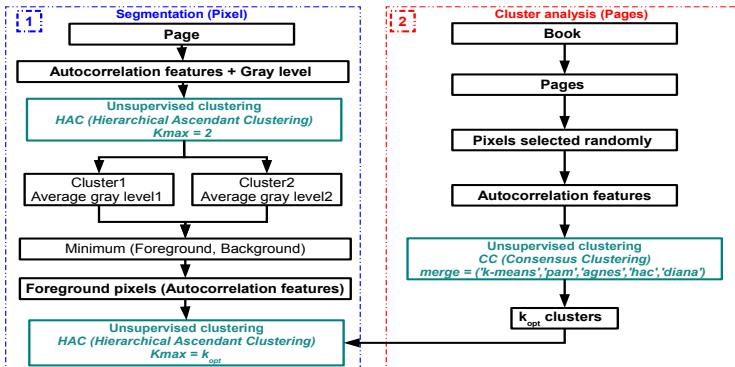 1
Segmentation (Pixel)
Page
Autocorrelation features + Gray level
Unsupervised clustering
HAC (Hierarchical Ascendant Clustering)
Kmax = 2
Cluster1
Average gray level1
Cluster2
Average gray level2
Minimum (Foreground, Background)
Foreground pixels (Autocorrelation features)
Unsupervised clustering
HAC (Hierarchical Ascendant Clustering)
Kmax = k_opt
2
Cluster analysis (Pages)
Book
Pages
Pixels selected randomly
Autocorrelation features
Unsupervised clustering
CC (Consensus Clustering)
merge = ('k-means','pam','agnes','hac','diana')
k_opt clusters